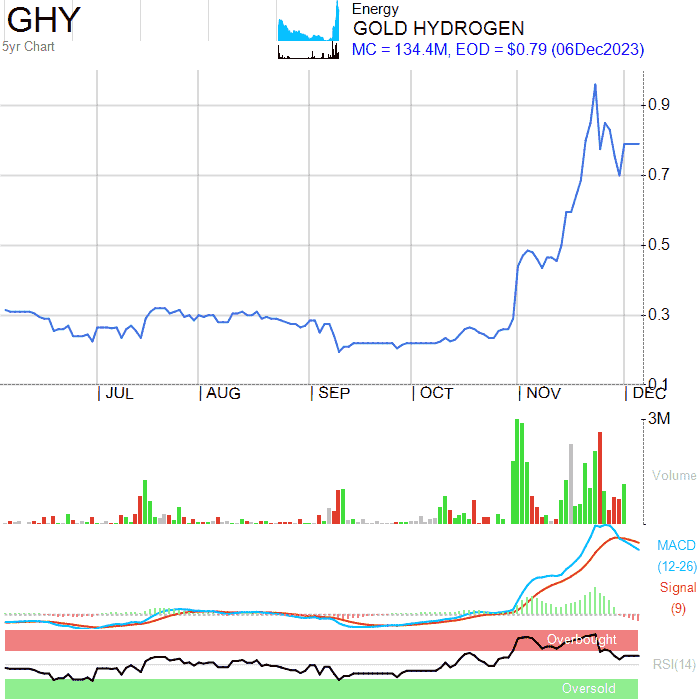 GHY
5yr Chart
Energy
GOLD HYDROGEN
MC = 134.4M, EOD = $0.79 (06Dec2023)
0.9
0.7
0.5
0.3
0.1
JUL
AUG
SEP
OCT
NOV
DEC
3M
Volume
MACD
(12-26)
Signal
(9)
Overbought
RSI(14)
Oversold